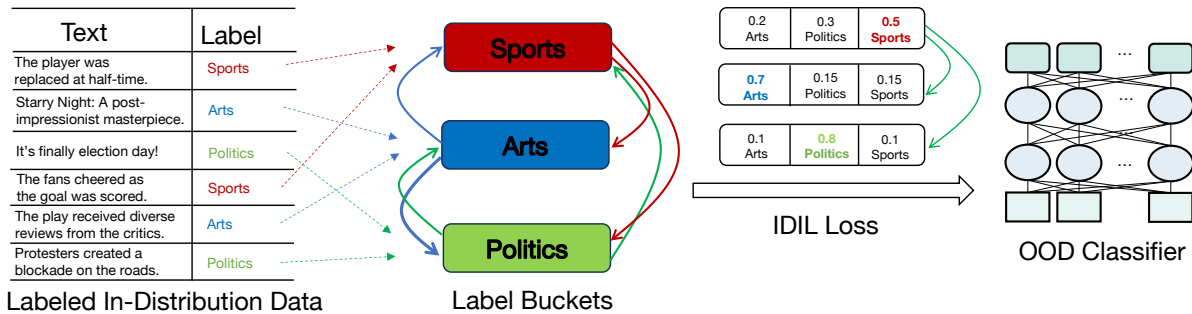 Text Label
The player was
replaced at half-time.
Sports
Starry Night: A post-
impressionist masterpiece.
Arts
It's finally election day!
Politics
The fans cheered as
the goal was scored.
Sports
The play received diverse
reviews from the critics.
Arts
Protesters created a
blockade on the roads.
Politics
Labeled In-Distribution Data
Sports
Arts
Politics
Label Buckets
0.2 0.3 0.5
Arts Politics Sports
0.7 0.15 0.15
Arts Politics Sports
0.1 0.8 0.1
Arts Politics Sports
IDIL Loss
...
...
...
...
OOD Classifier